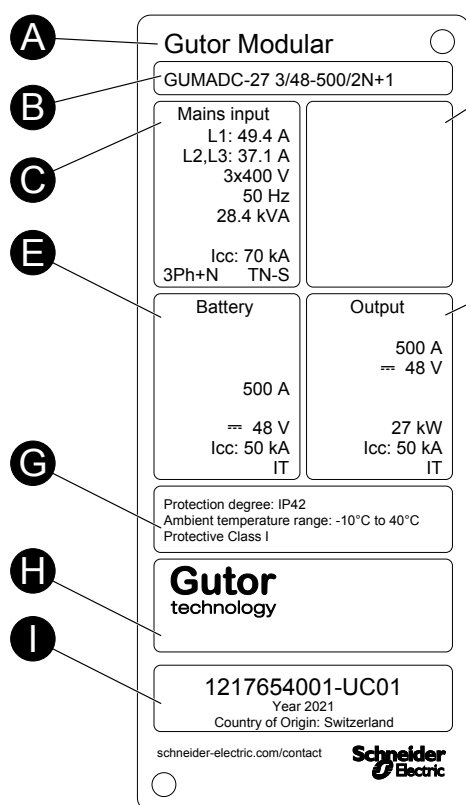 A
Gutor Modular
B
GUMADC-27 3/48-500/2N+1
C
Mains input
L1: 49.4 A
L2,L3: 37.1 A
3x400 V
50 Hz
28.4 kVA
Icc: 70 kA
3Ph+N TN-S
E
Battery
500 A
⎓ 48 V
Icc: 50 kA
IT
Output
500 A
⎓ 48 V
27 kW
Icc: 50 kA
IT
G
Protection degree: IP42
Ambient temperature range: -10°C to 40°C
Protective Class I
H
Gutor
technology
I
1217654001-UC01
Year 2021
Country of Origin: Switzerland
schneider-electric.com/contact
Schneider
Electric